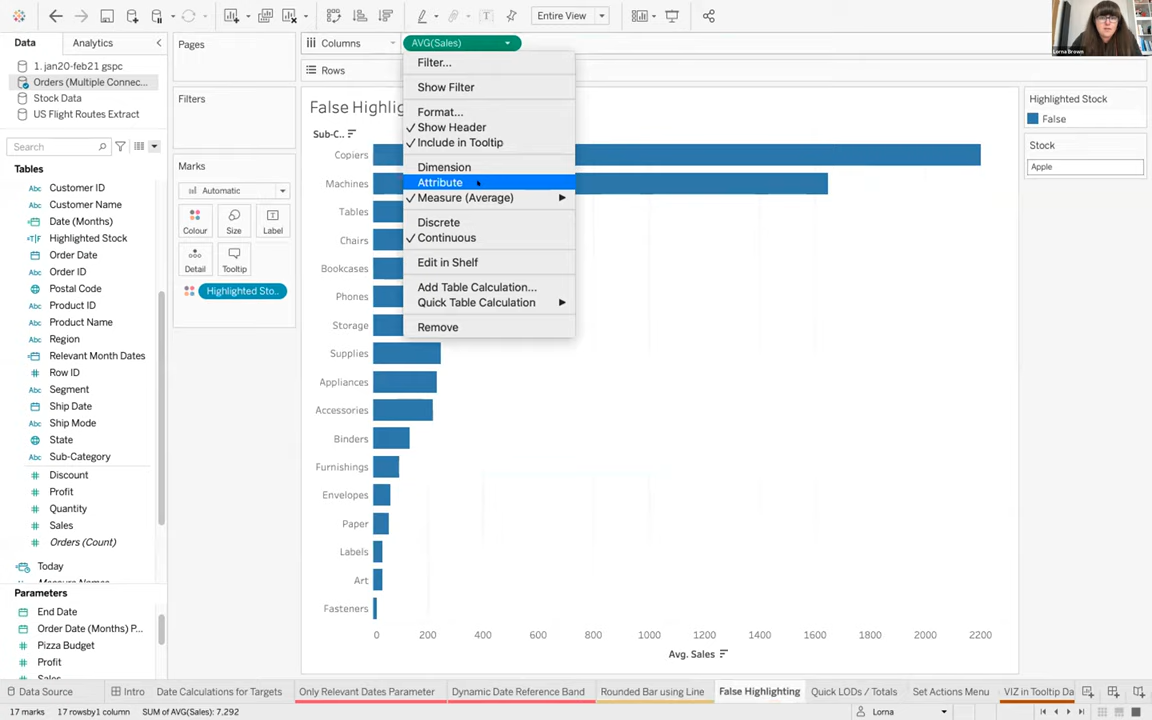 Entire View
Lorna Brown
Data
Analytics
Pages
Columns
AVG(Sales)
Rows
1. jan20-feb21 gspc
Orders (Multiple Connec...
Stock Data
US Flight Routes Extract
Search
Tables
Customer ID
Customer Name
Date (Months)
Highlighted Stock
Order Date
Order ID
Postal Code
Product ID
Product Name
Region
Relevant Month Dates
Row ID
Segment
Ship Date
Ship Mode
State
Sub-Category
Discount
Profit
Quantity
Sales
Orders (Count)
Today
Measure Names
Parameters
End Date
Order Date (Months) P...
Pizza Budget
Profit
Sales
Filters
Marks
Automatic
Colour
Size
Label
Detail
Tooltip
Highlighted Sto..
Filter...
Show Filter
Format...
Show Header
Include in Tooltip
Dimension
Attribute
Measure (Average)
Discrete
Continuous
Edit in Shelf
Add Table Calculation...
Quick Table Calculation
Remove
False Highlig
Sub-C..
Copiers
Machines
Tables
Chairs
Bookcases
Phones
Storage
Supplies
Appliances
Accessories
Binders
Furnishings
Envelopes
Paper
Labels
Art
Fasteners
0 200 400 600 800 1000 1200 1400 1600 1800 2000 2200
Avg. Sales
Highlighted Stock
False
Stock
Apple
Data Source
Intro
Date Calculations for Targets
Only Relevant Dates Parameter
Dynamic Date Reference Band
Rounded Bar using Line
False Highlighting
Quick LODs / Totals
Set Actions Menu
VIZ in Tooltip Da
17 marks
17 rows by 1 column
SUM of AVG(Sales): 7,292
Lorna